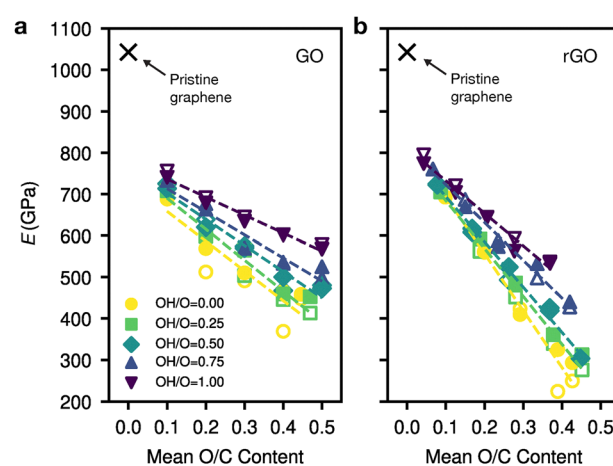 a
b
1100
1000
900
800
700
600
500
400
300
200
E (GPa)
GO
Pristine
graphene
OH/O=0.00
OH/O=0.25
OH/O=0.50
OH/O=0.75
OH/O=1.00
0.0 0.1 0.2 0.3 0.4 0.5
Mean O/C Content
rGO
Pristine
graphene
0.0 0.1 0.2 0.3 0.4 0.5
Mean O/C Content